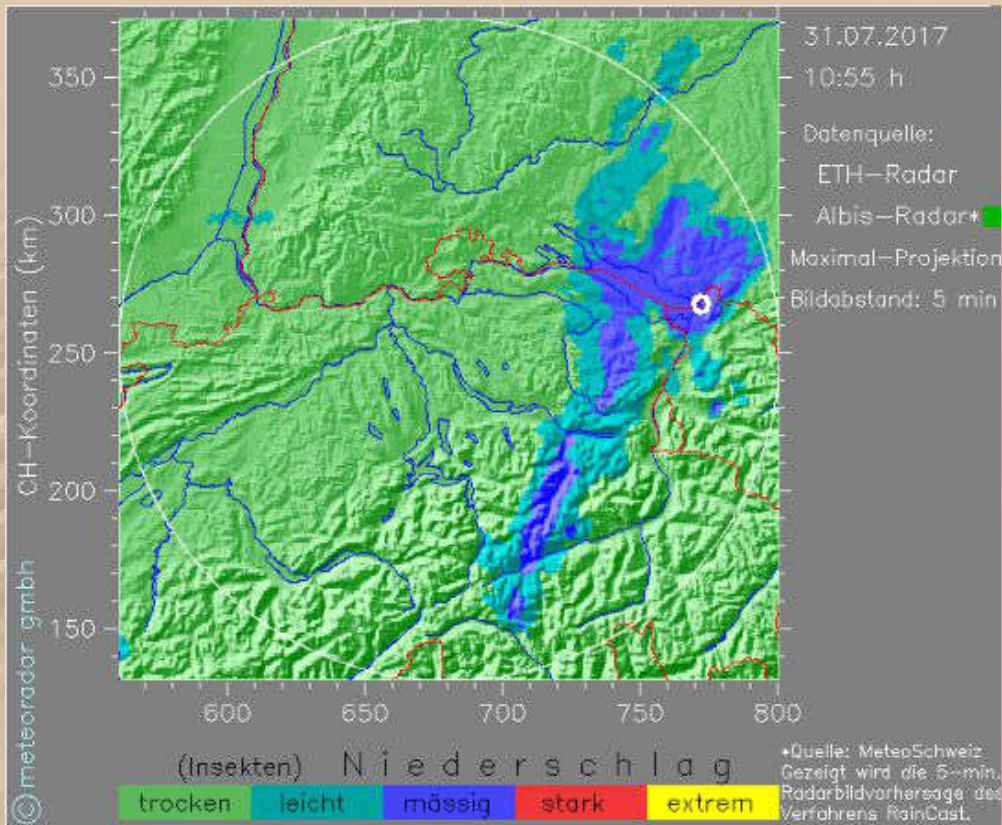 31.07.2017
10:55 h
Datenquelle:
ETH-Radar
Albis-Radar*
Maximal-Projektion
Bildabstand: 5 min
CH-Koordinaten (km)
350
300
250
200
150
600 650 700 750 800
© meteoradar gmbh
(Insekten) Niederschlag
trocken leicht mässig stark extrem
*Quelle: MeteoSchweiz
Gezeigt wird die 5-min.
Radarbildvorhersage des
Verfahrens RainCast.